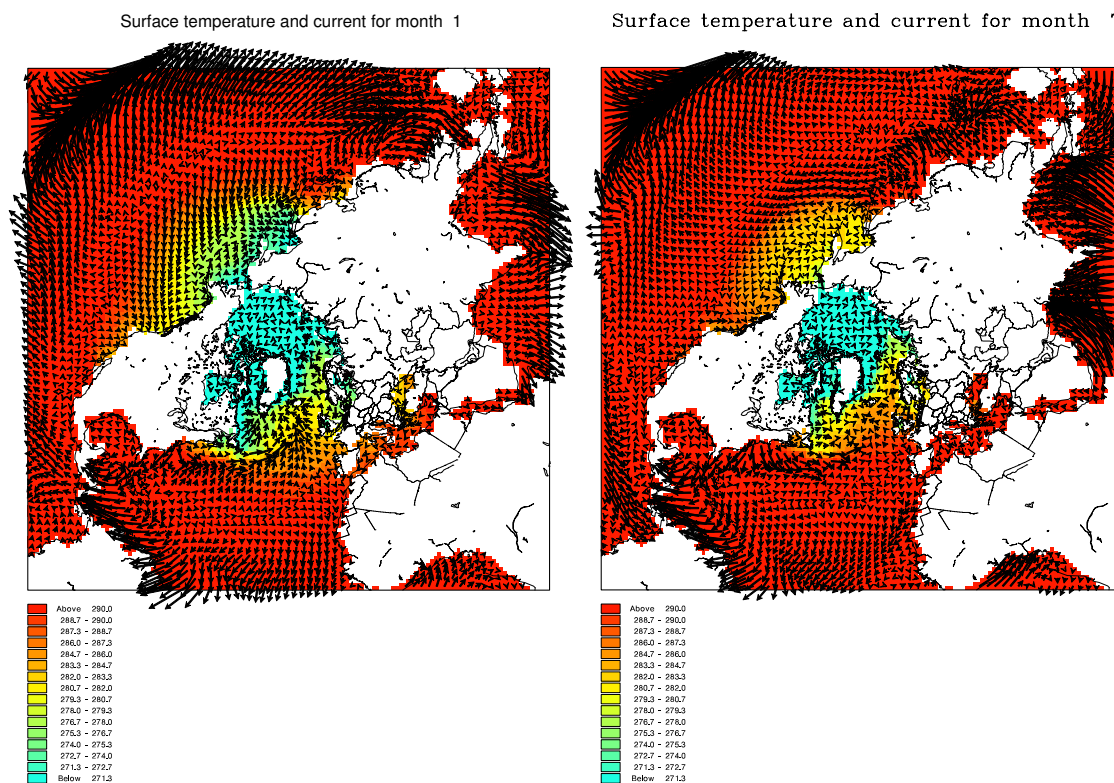 Surface temperature and current for month 1
Surface temperature and current for month
Above 290.0
288.7 - 290.0
287.3 - 288.7
286.0 - 287.3
284.7 - 286.0
283.3 - 284.7
282.0 - 283.3
280.7 - 282.0
279.3 - 280.7
278.0 - 279.3
276.7 - 278.0
275.3 - 276.7
274.0 - 275.3
272.7 - 274.0
271.3 - 272.7
Below 271.3
Above 290.0
288.7 - 290.0
287.3 - 288.7
286.0 - 287.3
284.7 - 286.0
283.3 - 284.7
282.0 - 283.3
280.7 - 282.0
279.3 - 280.7
278.0 - 279.3
276.7 - 278.0
275.3 - 276.7
274.0 - 275.3
272.7 - 274.0
271.3 - 272.7
Below 271.3